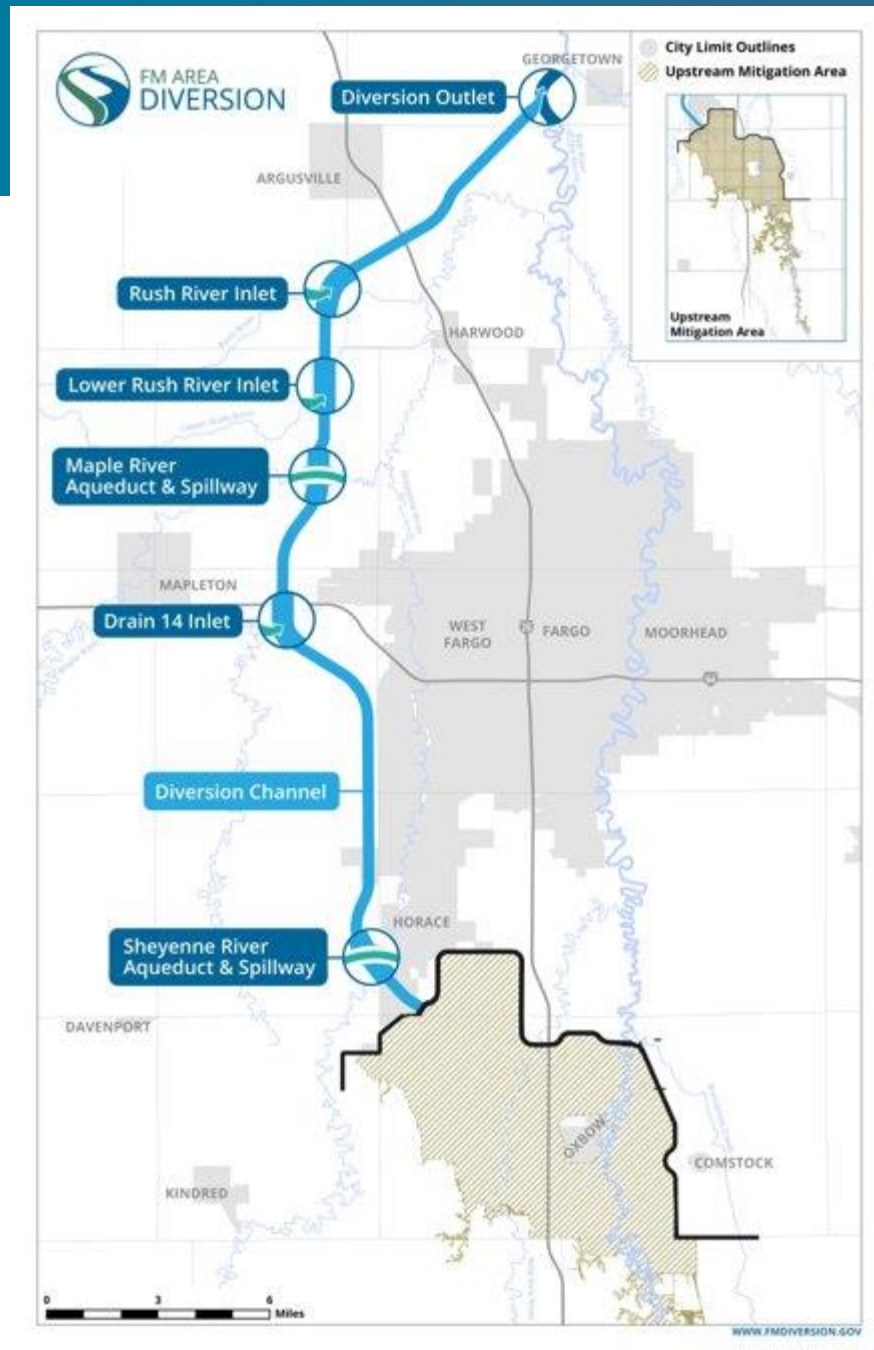 FM AREA
DIVERSION
GEORGETOWN
City Limit Outlines
Upstream Mitigation Area
Diversion Outlet
ARGUSVILLE
Rush River Inlet
Upstream
Mitigation Area
HARWOOD
Lower Rush River Inlet
Maple River
Aqueduct & Spillway
MAPLETON
Drain 14 Inlet
WEST
FARGO
FARGO
MOORHEAD
Diversion Channel
HORACE
Sheyenne River
Aqueduct & Spillway
DAVENPORT
OXBOW
COMSTOCK
KINDRED
0 3 6
Miles
WWW.FMDIVERSION.GOV